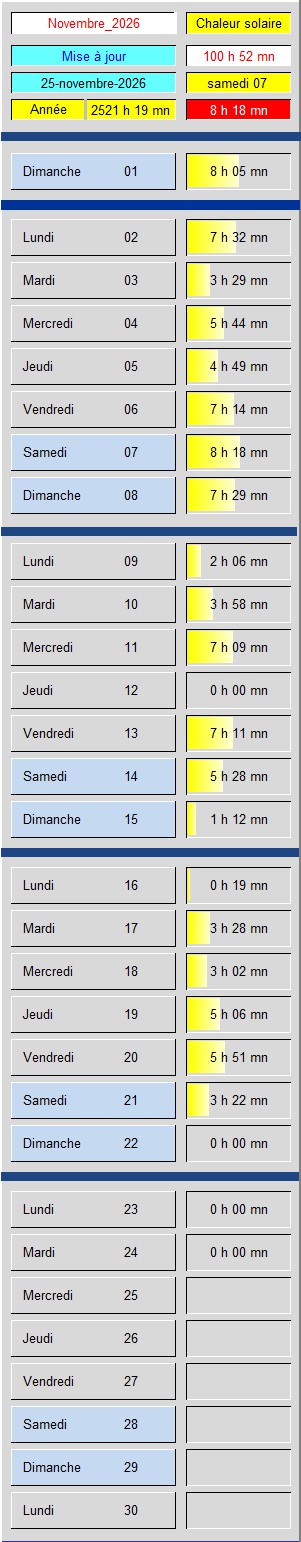 Novembre_2026 Chaleur solaire
Mise à jour 100 h 52 mn
25-novembre-2026 samedi 07
Année 2521 h 19 mn 8 h 18 mn
Dimanche 01 8 h 05 mn
Lundi 02 7 h 32 mn
Mardi 03 3 h 29 mn
Mercredi 04 5 h 44 mn
Jeudi 05 4 h 49 mn
Vendredi 06 7 h 14 mn
Samedi 07 8 h 18 mn
Dimanche 08 7 h 29 mn
Lundi 09 2 h 06 mn
Mardi 10 3 h 58 mn
Mercredi 11 7 h 09 mn
Jeudi 12 0 h 00 mn
Vendredi 13 7 h 11 mn
Samedi 14 5 h 28 mn
Dimanche 15 1 h 12 mn
Lundi 16 0 h 19 mn
Mardi 17 3 h 28 mn
Mercredi 18 3 h 02 mn
Jeudi 19 5 h 06 mn
Vendredi 20 5 h 51 mn
Samedi 21 3 h 22 mn
Dimanche 22 0 h 00 mn
Lundi 23 0 h 00 mn
Mardi 24 0 h 00 mn
Mercredi 25
Jeudi 26
Vendredi 27
Samedi 28
Dimanche 29
Lundi 30